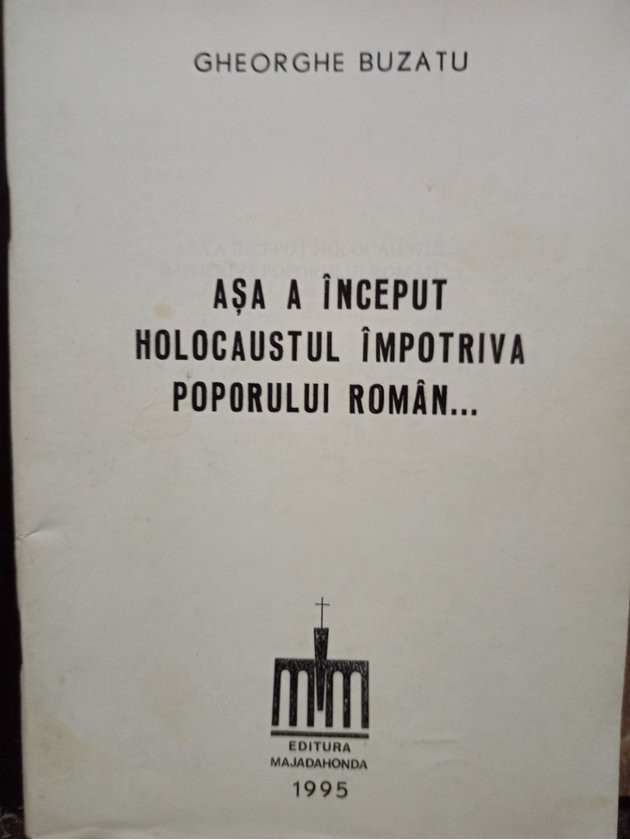 GHEORGHE BUZATU
AȘA A ÎNCEPUT
HOLOCAUSTUL ÎMPOTRIVA
POPORULUI ROMÂN...
EDITURA
MAJADAHONDA
1995